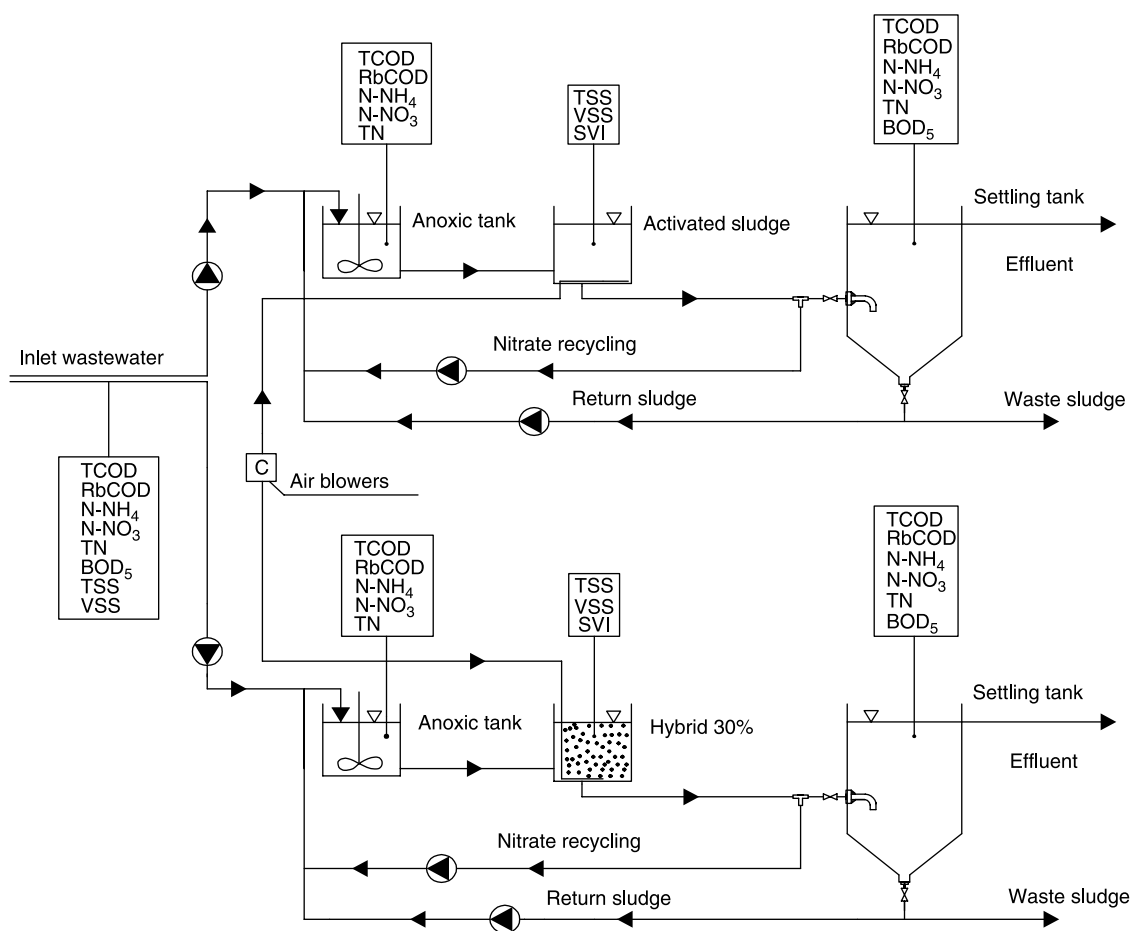 TCOD
RbCOD
N-NH4
N-NO3
TN
TSS
VSS
SVI
TCOD
RbCOD
N-NH4
N-NO3
TN
BOD5
Anoxic tank
Activated sludge
Settling tank
Effluent
Inlet wastewater
Nitrate recycling
Return sludge
Waste sludge
C
Air blowers
TCOD
RbCOD
N-NH4
N-NO3
TN
BOD5
TSS
VSS
TCOD
RbCOD
N-NH4
N-NO3
TN
TSS
VSS
SVI
TCOD
RbCOD
N-NH4
N-NO3
TN
BOD5
Anoxic tank
Hybrid 30%
Settling tank
Effluent
Nitrate recycling
Return sludge
Waste sludge